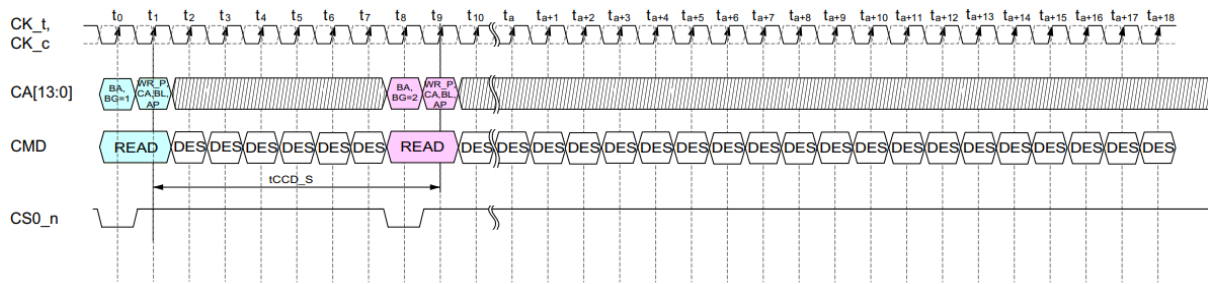 CK_t, t0 t1 t2 t3 t4 t5 t6 t7 t8 t9 t10 ta ta+1 ta+2 ta+3 ta+4 ta+5 ta+6 ta+7 ta+8 ta+9 ta+10 ta+11 ta+12 ta+13 ta+14 ta+15 ta+16 ta+17 ta+18
CK_c
CA[13:0]
BA,
BG=1
WR_P,
CA,BL,
AP
BA,
BG=2
WR_P,
CA,BL,
AP
CMD READ DES DES DES DES DES DES READ DES DES DES DES DES DES DES DES DES DES DES DES DES DES DES DES DES DES DES
tCCD_S
CS0_n